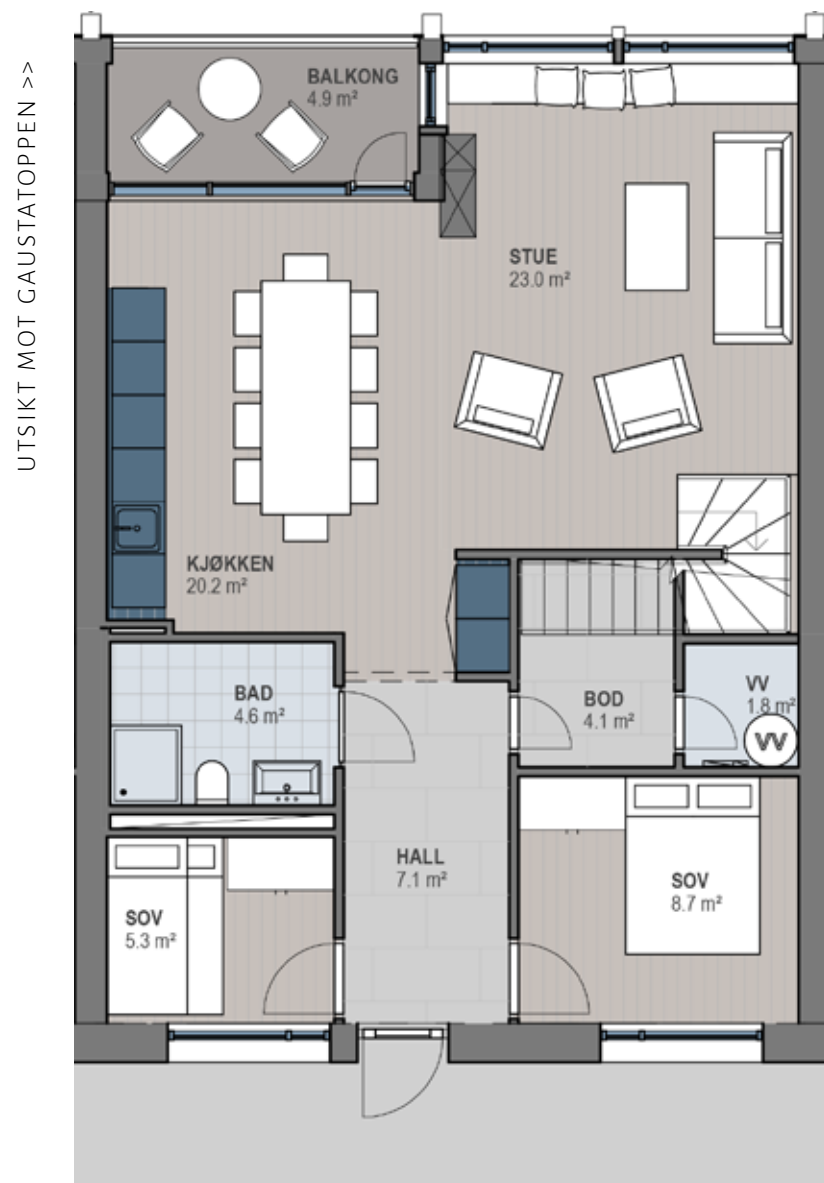 UTSIKT MOT GAUSTATOPPEN >>
BALKONG
4.9 m²
STUE
23.0 m²
KJØKKEN
20.2 m²
BAD
4.6 m²
BOD
4.1 m²
VV
1.8 m²
VV
HALL
7.1 m²
SOV
8.7 m²
SOV
5.3 m²